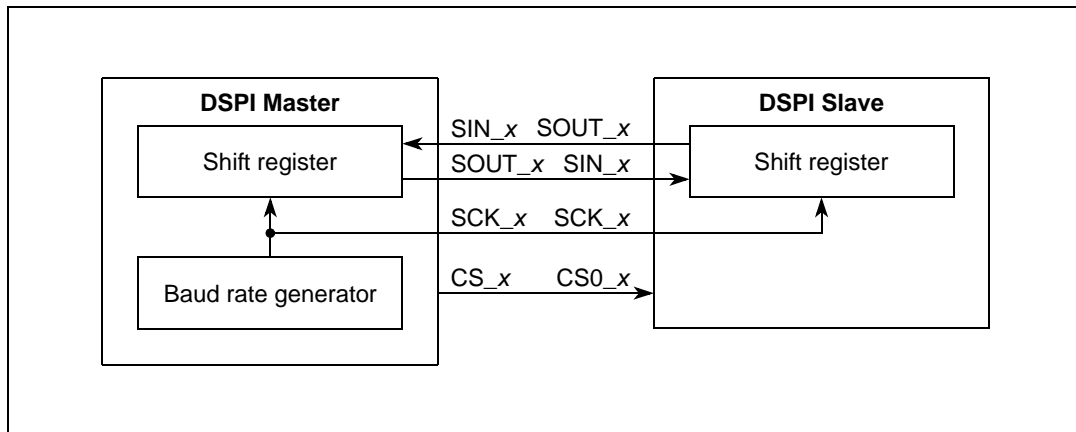 DSPI Master DSPI Slave
SIN_x SOUT_x
Shift register Shift register
SOUT_x SIN_x
SCK_x SCK_x
Baud rate generator CS_x CS0_x